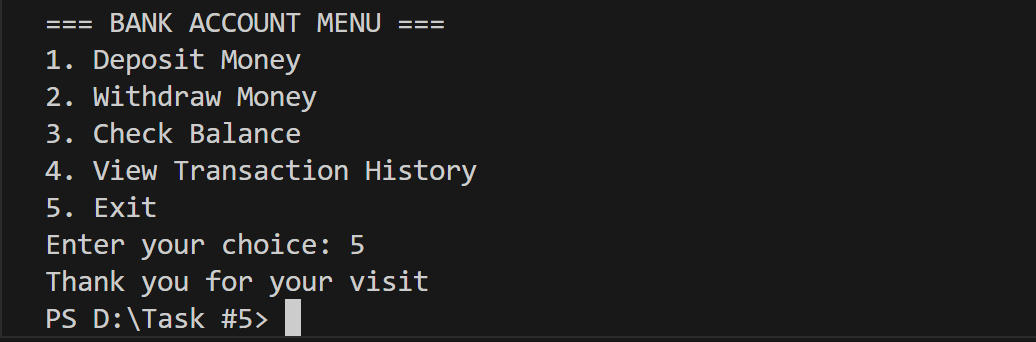 === BANK ACCOUNT MENU ===
1. Deposit Money
2. Withdraw Money
3. Check Balance
4. View Transaction History
5. Exit
Enter your choice: 5
Thank you for your visit
PS D:\Task #5>